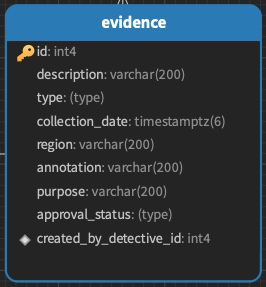 evidence
id: int4
description: varchar(200)
type: (type)
collection_date: timestamptz(6)
region: varchar(200)
annotation: varchar(200)
purpose: varchar(200)
approval_status: (type)
created_by_detective_id: int4